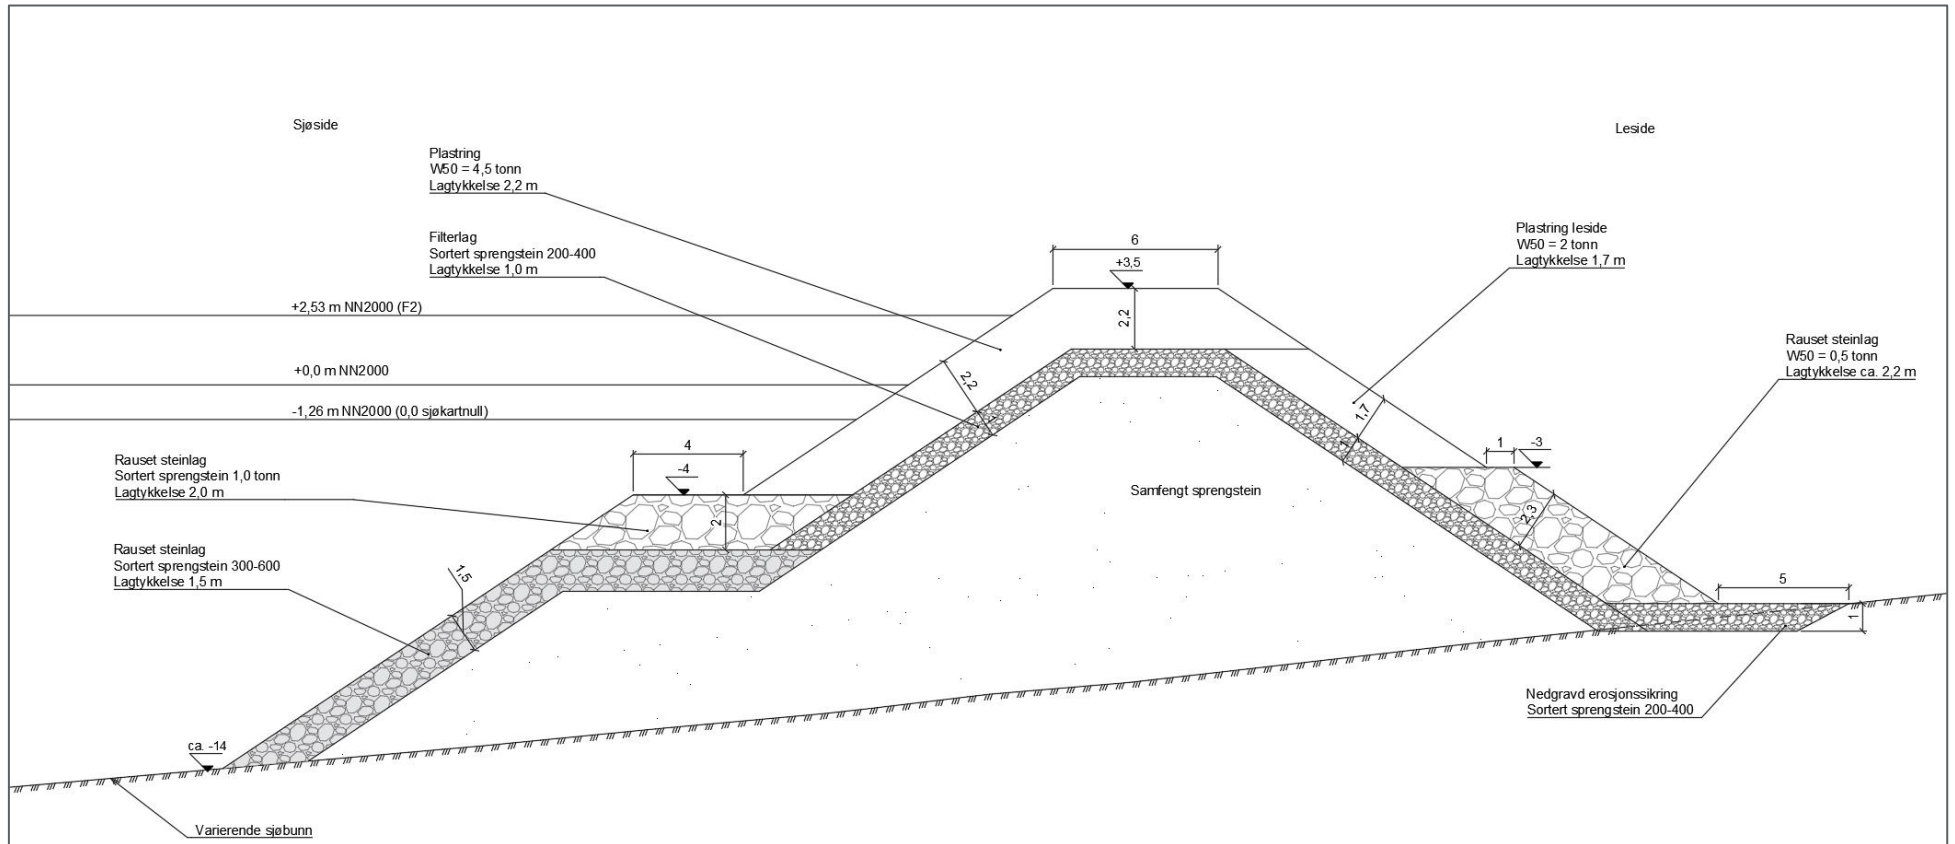 Sjøside
Leside
Plastring
W50 = 4,5 tonn
Lagtykkelse 2,2 m
Filterlag
Sortert sprengstein 200-400
Lagtykkelse 1,0 m
Plastring leside
W50 = 2 tonn
Lagtykkelse 1,7 m
6
+3,5
2,2
+2,53 m NN2000 (F2)
+0,0 m NN2000
-1,26 m NN2000 (0,0 sjøkartnull)
Rauset steinlag
W50 = 0,5 tonn
Lagtykkelse ca. 2,2 m
2,2
1
1,7
1
4
-4
2
1
-3
2,3
Rauset steinlag
Sortert sprengstein 1,0 tonn
Lagtykkelse 2,0 m
Samfengt sprengstein
Rauset steinlag
Sortert sprengstein 300-600
Lagtykkelse 1,5 m
1,5
5
1
Nedgravd erosjonssikring
Sortert sprengstein 200-400
ca. -14
Varierende sjøbunn